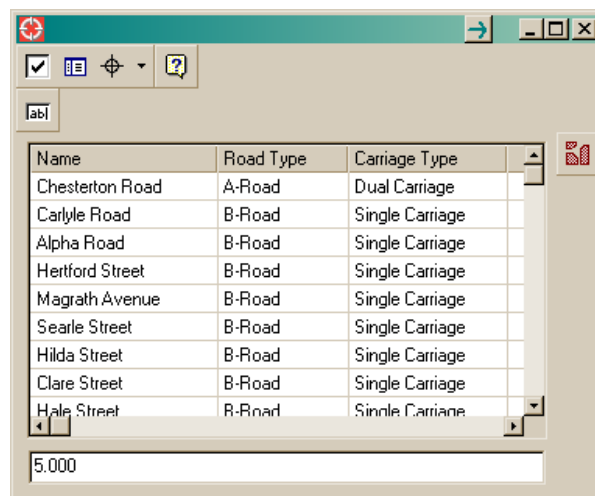 ab
Name Road Type Carriage Type
Chesterton Road A-Road Dual Carriage
Carlyle Road B-Road Single Carriage
Alpha Road B-Road Single Carriage
Hertford Street B-Road Single Carriage
Magrath Avenue B-Road Single Carriage
Searle Street B-Road Single Carriage
Hilda Street B-Road Single Carriage
Clare Street B-Road Single Carriage
Hale Street B-Road Single Carriage
5.000